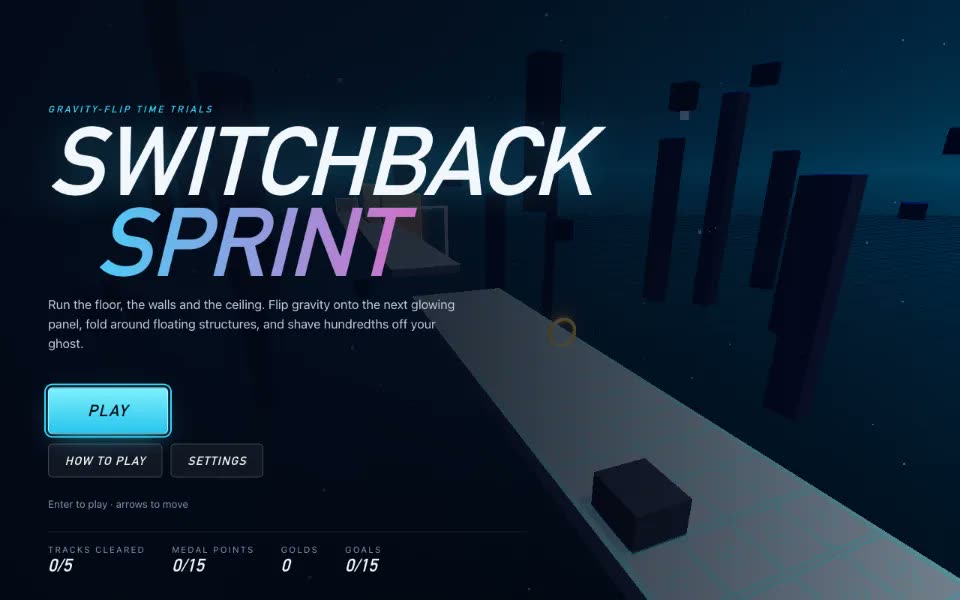 GRAVITY-FLIP TIME TRIALS
SWITCHBACK
SPRINT
Run the floor, the walls and the ceiling. Flip gravity onto the next glowing
panel, fold around floating structures, and shave hundredths off your
ghost.
PLAY
HOW TO PLAY
SETTINGS
Enter to play · arrows to move
TRACKS CLEARED
0/5
MEDAL POINTS
0/15
GOLDS
0
GOALS
0/15